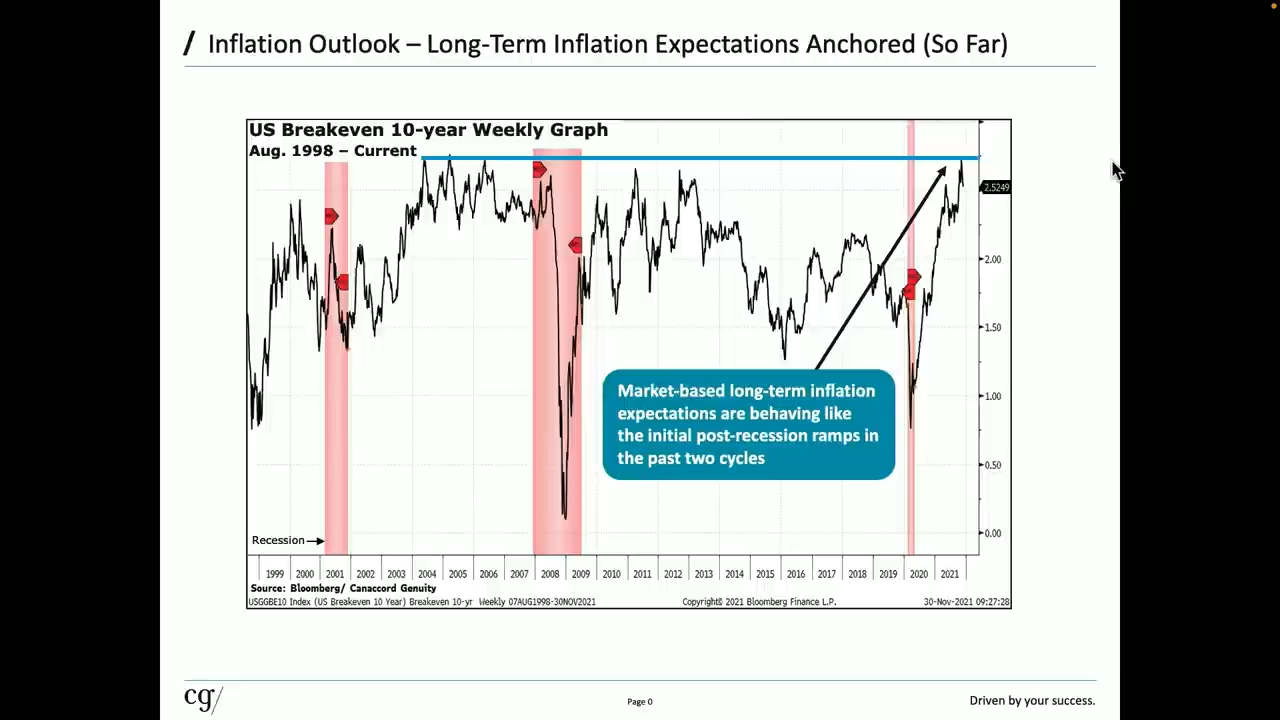 / Inflation Outlook – Long-Term Inflation Expectations Anchored (So Far)
US Breakeven 10-year Weekly Graph
Aug. 1998 – Current
2.5249
2.00
1.50
1.00
0.50
0.00
Market-based long-term inflation
expectations are behaving like
the initial post-recession ramps in
the past two cycles
Recession
1999 2000 2001 2002 2003 2004 2005 2006 2007 2008 2009 2010 2011 2012 2013 2014 2015 2016 2017 2018 2019 2020 2021
Source: Bloomberg/ Canaccord Genuity
USGGBE10 Index (US Breakeven 10 Year) Breakeven 10-yr Weekly 07AUG1998-30NOV2021 Copyright© 2021 Bloomberg Finance L.P. 30-Nov-2021 09:27:28
cg/ Page 0 Driven by your success.